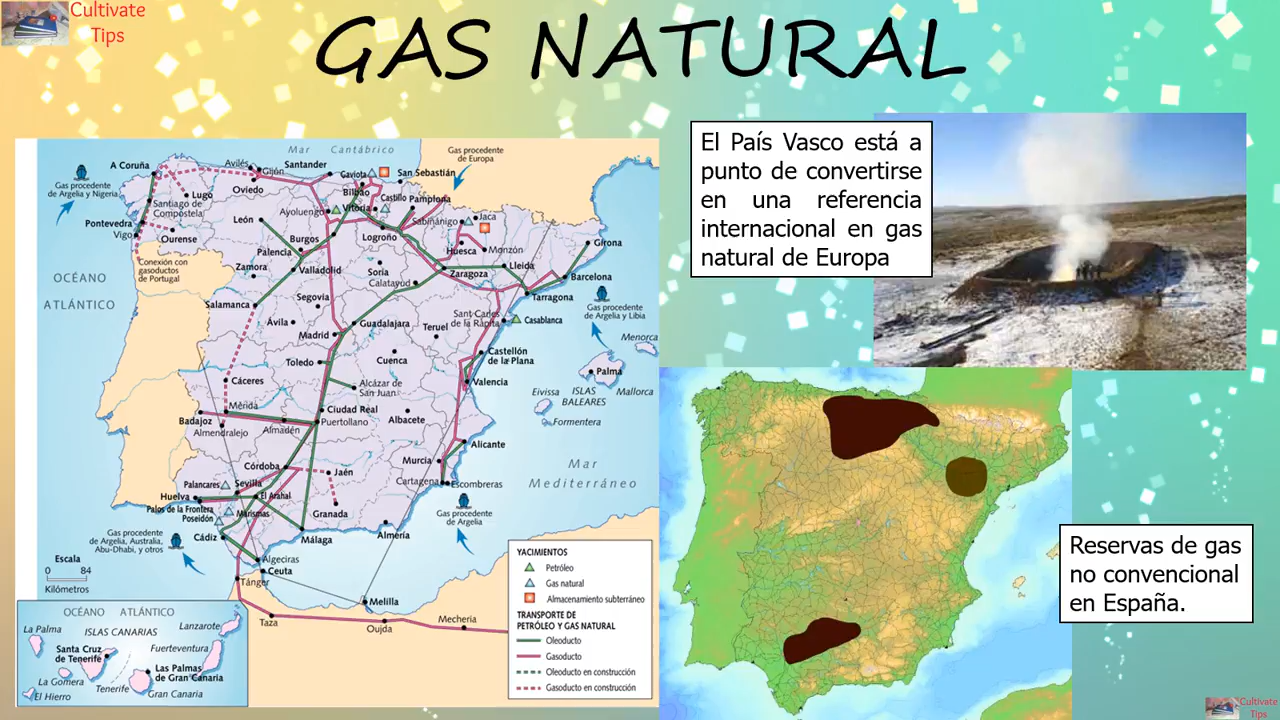 Cultivate
Tips
GAS NATURAL
El País Vasco está a
punto de convertirse
en una referencia
internacional en gas
natural de Europa
Mar Cantábrico
Gas procedente
de Europa
A Coruña
Avilés
Gijón
Santander
Gaviota
San Sebastián
Gas procedente
de Argelia y Nigeria
Lugo
Oviedo
Bilbao
Castillo
Pamplona
Santiago de
Compostela
León
Ayoluengo
Vitoria
Sabiñánigo
Jaca
Pontevedra
Vigo
Ourense
Burgos
Logroño
Huesca
Monzón
Girona
Palencia
Conexión con
gasoductos
de Portugal
Zamora
Valladolid
Soria
Zaragoza
Lleida
Barcelona
OCÉANO
ATLÁNTICO
Calatayud
Tarragona
Salamanca
Segovia
Gas procedente
de Argelia y Libia
Ávila
Madrid
Guadalajara
Teruel
Sant Carles
de la Ràpita
Casablanca
Menorca
Toledo
Cuenca
Castellón
de la Plana
Palma
Cáceres
Alcázar de
San Juan
Valencia
Eivissa
ISLAS
BALEARES
Mallorca
Mérida
Badajoz
Ciudad Real
Albacete
Formentera
Almendralejo
Almadén
Puertollano
Alicante
Córdoba
Jaén
Murcia
Mar
Mediterráneo
Palancares
Sevilla
Cartagena
Escombreras
Huelva
El Arahal
Palos de la Frontera
Poseidón
Marismas
Granada
Gas procedente
de Argelia
Cádiz
Málaga
Almería
Gas procedente
de Argelia, Australia,
Abu-Dhabi, y otros
Algeciras
Ceuta
Tánger
Escala
0 84
Kilómetros
Melilla
Taza
Oujda
Mecheria
YACIMIENTOS
Petróleo
Gas natural
Almacenamiento subterráneo
TRANSPORTE DE
PETRÓLEO Y GAS NATURAL
Oleoducto
Gasoducto
Oleoducto en construcción
Gasoducto en construcción
OCÉANO ATLÁNTICO
La Palma
ISLAS CANARIAS
Lanzarote
Santa Cruz
de Tenerife
Fuerteventura
La Gomera
Tenerife
Las Palmas
de Gran Canaria
El Hierro
Gran Canaria
Reservas de gas
no convencional
en España.
Cultivate
Tips